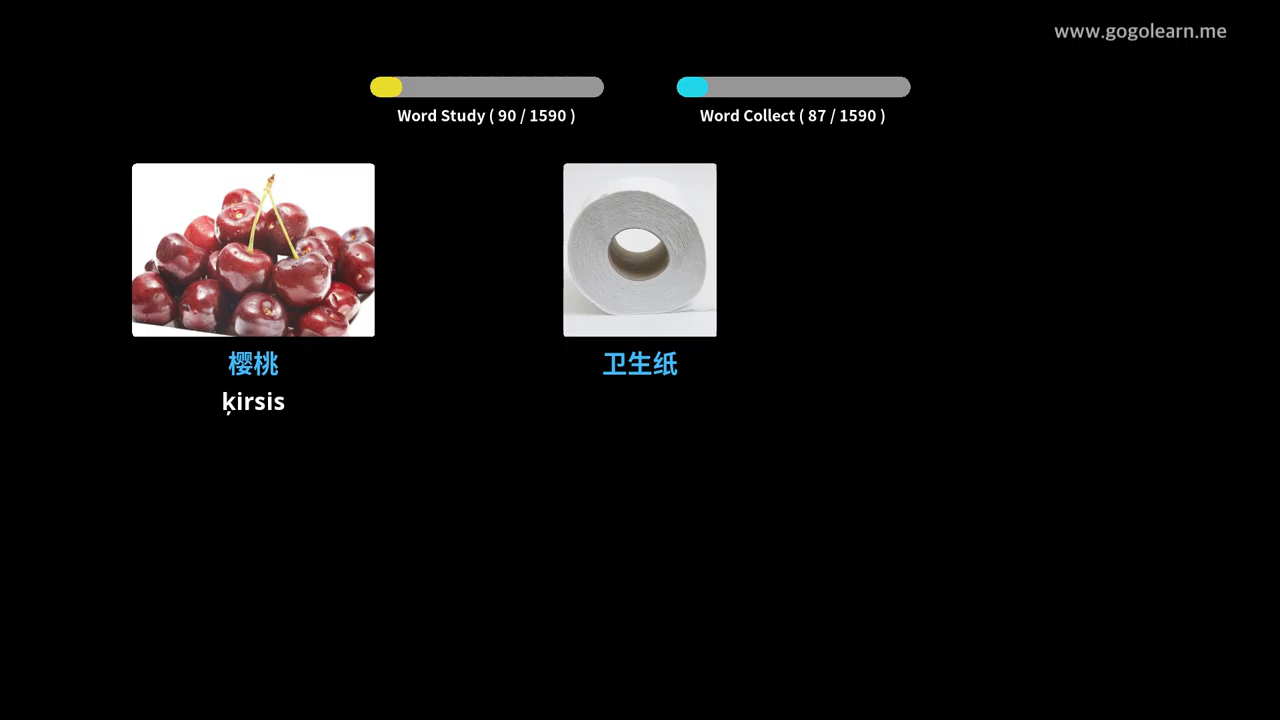 www.gogolearn.me
Word Study ( 90 / 1590 )
Word Collect ( 87 / 1590 )
樱桃
ķirsis
卫生纸